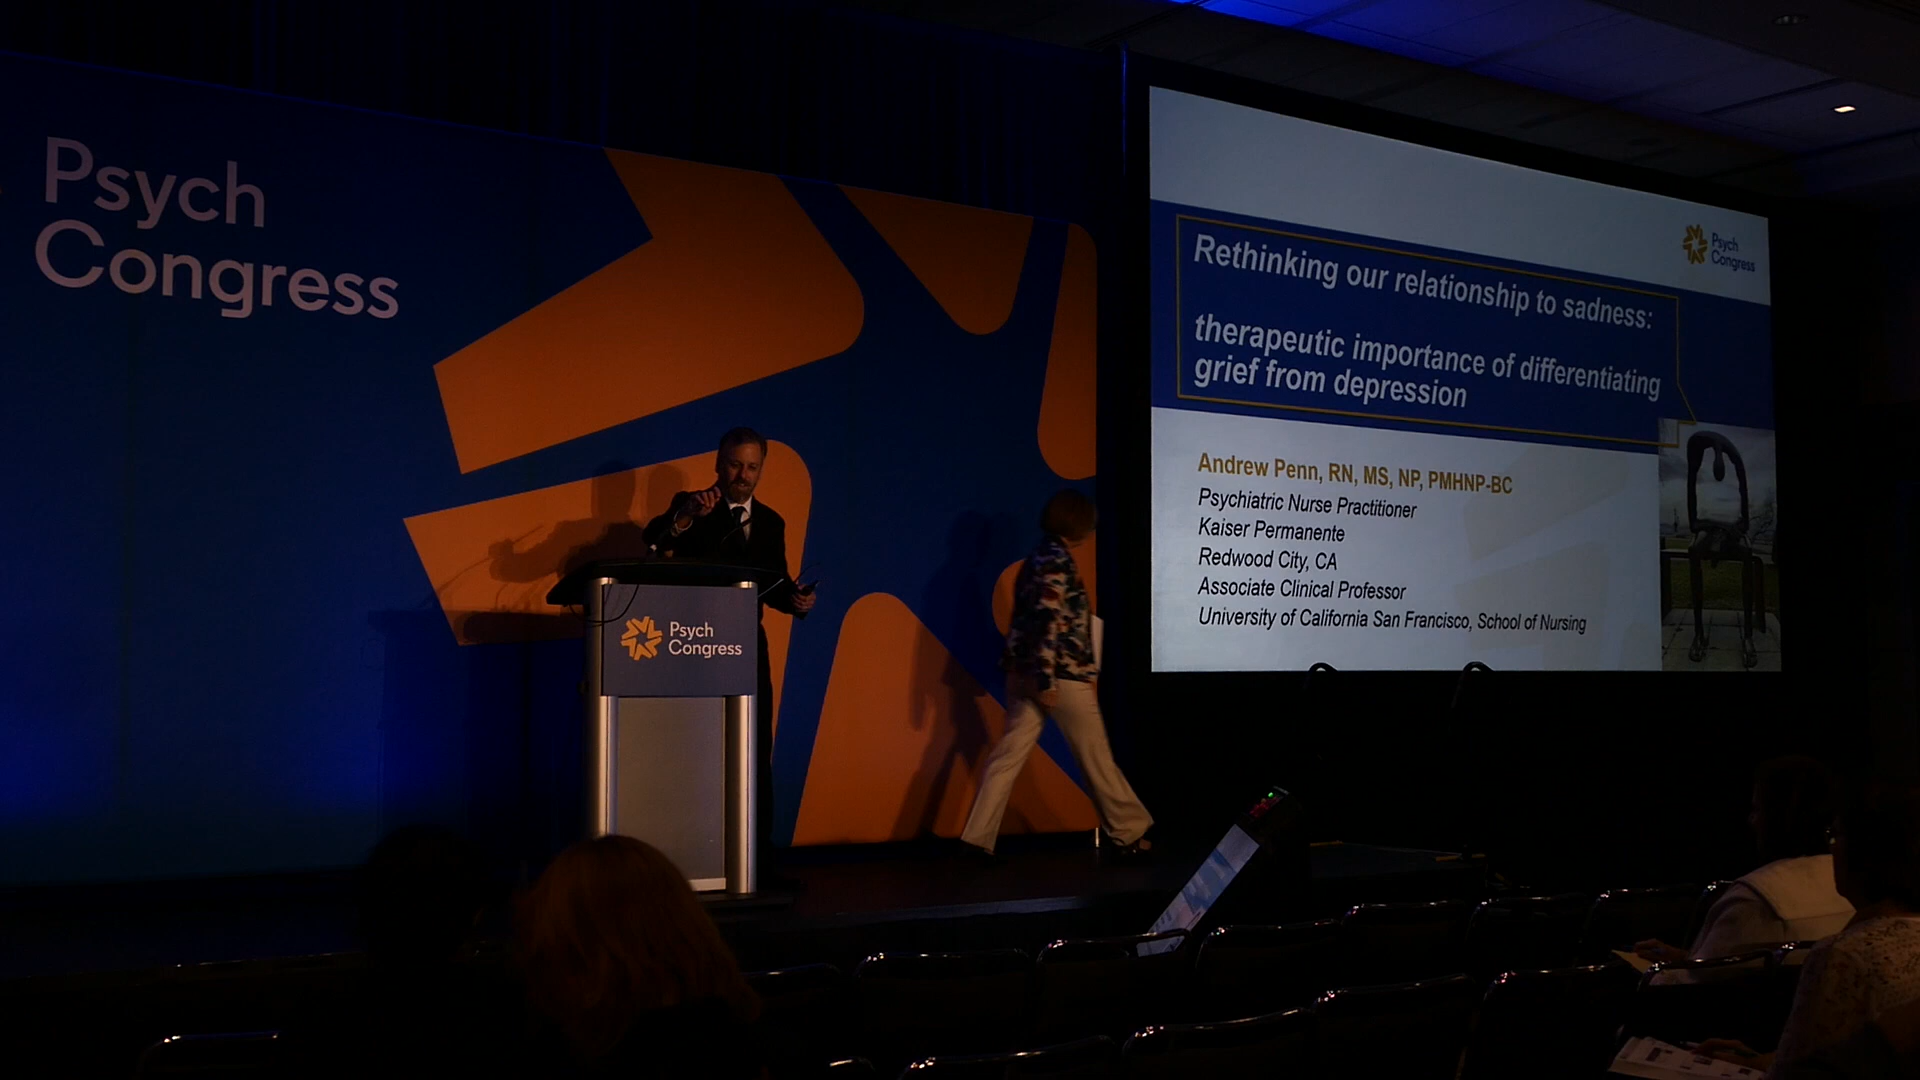 Psych
Congress
Psych
Congress
Rethinking our relationship to sadness:
therapeutic importance of differentiating
grief from depression
Andrew Penn, RN, MS, NP, PMHNP-BC
Psychiatric Nurse Practitioner
Kaiser Permanente
Redwood City, CA
Associate Clinical Professor
University of California San Francisco, School of Nursing
Psych
Congress